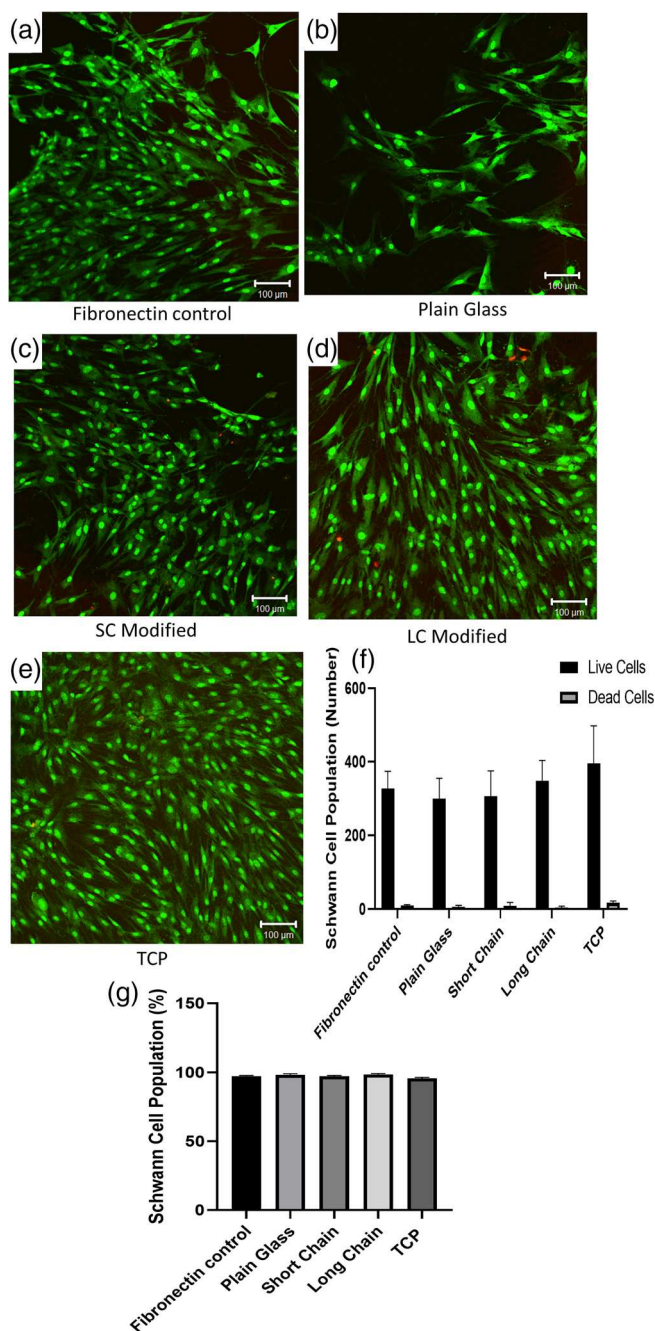 (a)
100 µm
Fibronectin control
(b)
100 µm
Plain Glass
(c)
100 µm
SC Modified
(d)
100 µm
LC Modified
(e)
100 µm
TCP
(f)
Live Cells
Dead Cells
Schwann Cell Population (Number)
600
400
200
0
Fibronectin control
Plain Glass
Short Chain
Long Chain
TCP
(g)
Schwann Cell Population (%)
150
100
50
0
Fibronectin control
Plain Glass
Short Chain
Long Chain
TCP